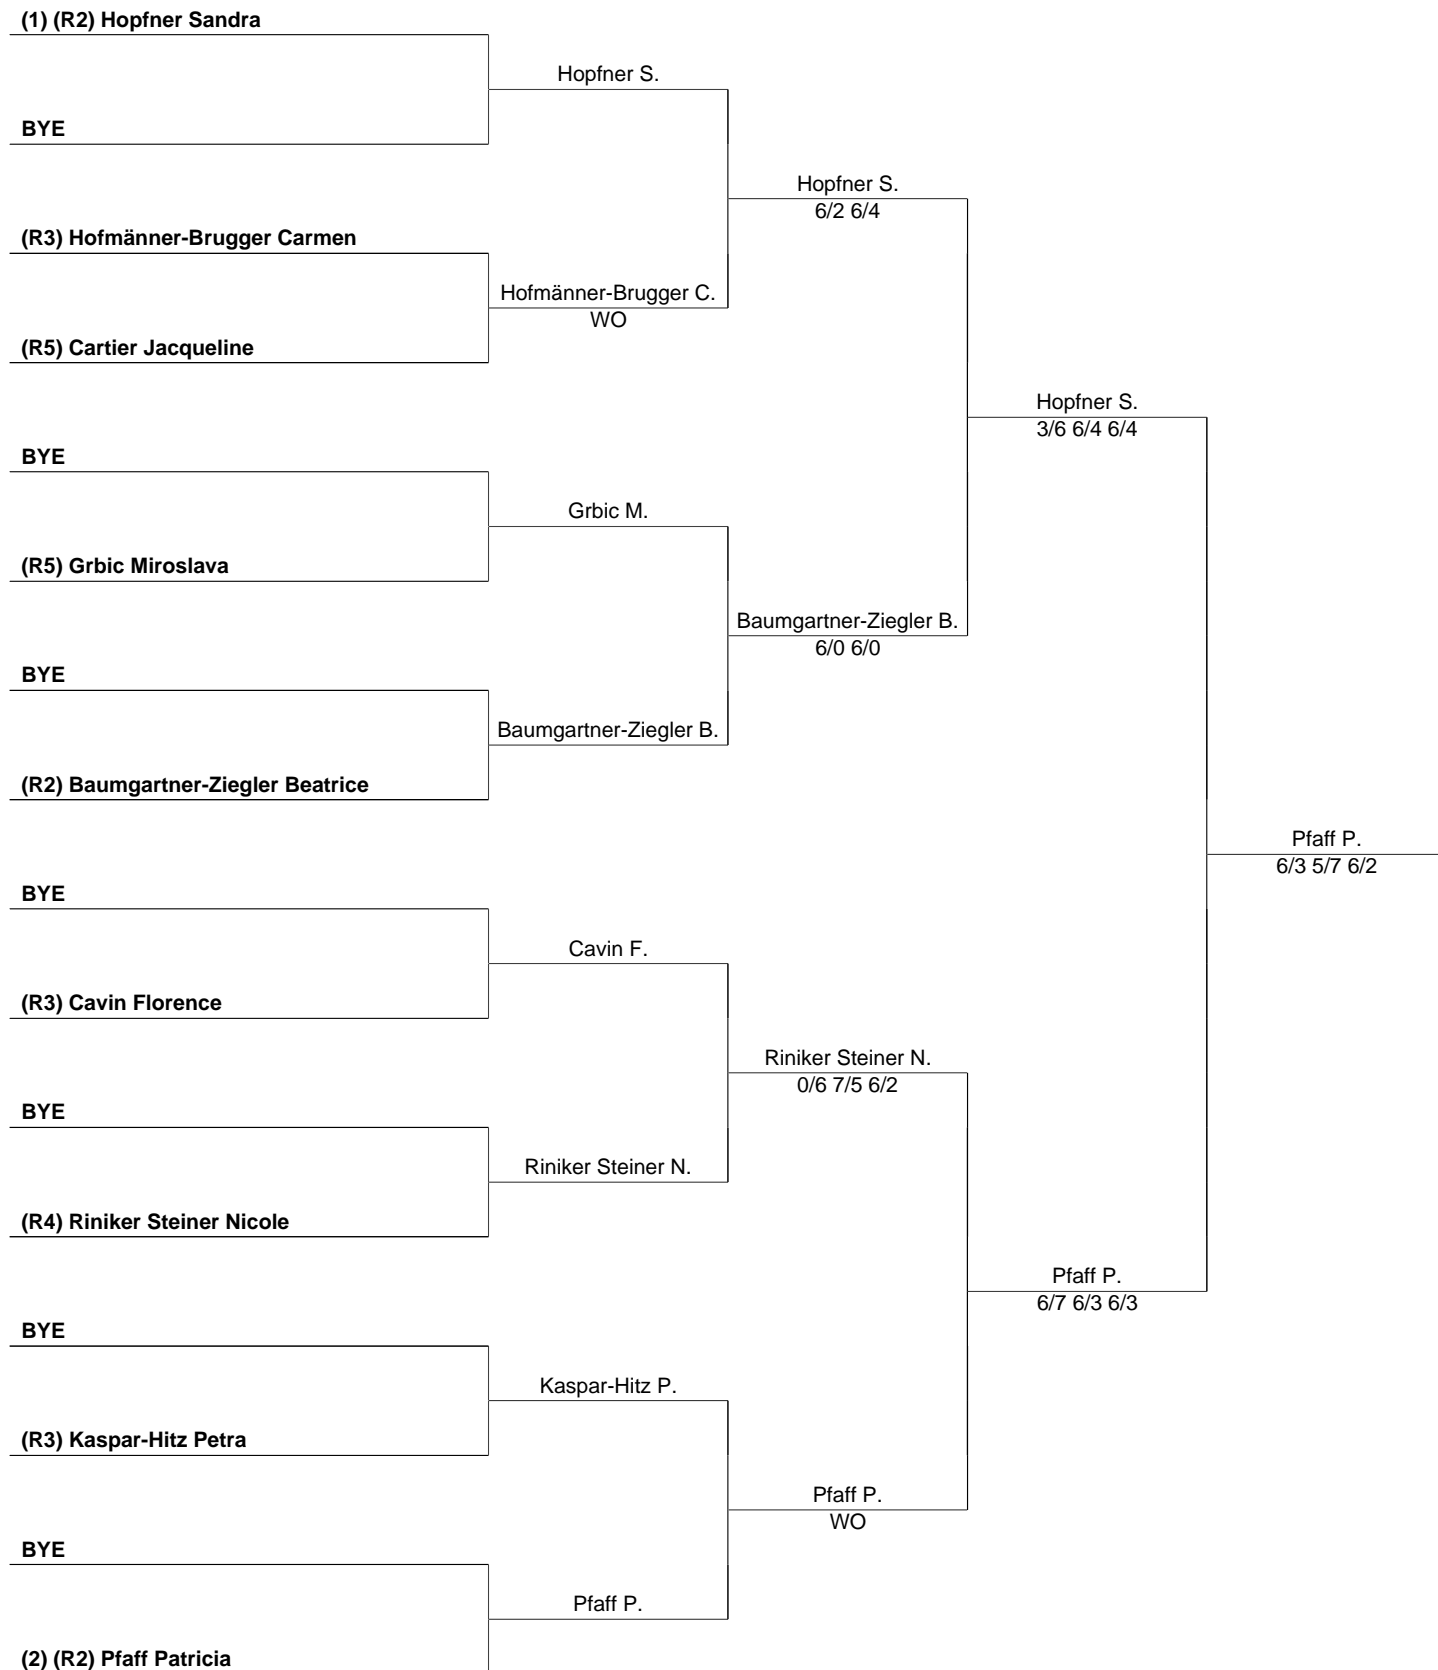 (1) (R2) Hopfner Sandra
Hopfner S.
BYE
Hopfner S.
6/2 6/4
(R3) Hofmänner-Brugger Carmen
Hofmänner-Brugger C.
WO
(R5) Cartier Jacqueline
Hopfner S.
3/6 6/4 6/4
BYE
Grbic M.
(R5) Grbic Miroslava
Baumgartner-Ziegler B.
6/0 6/0
BYE
Baumgartner-Ziegler B.
(R2) Baumgartner-Ziegler Beatrice
Pfaff P.
6/3 5/7 6/2
BYE
Cavin F.
(R3) Cavin Florence
Riniker Steiner N.
0/6 7/5 6/2
BYE
Riniker Steiner N.
(R4) Riniker Steiner Nicole
Pfaff P.
6/7 6/3 6/3
BYE
Kaspar-Hitz P.
(R3) Kaspar-Hitz Petra
Pfaff P.
WO
BYE
Pfaff P.
(2) (R2) Pfaff Patricia